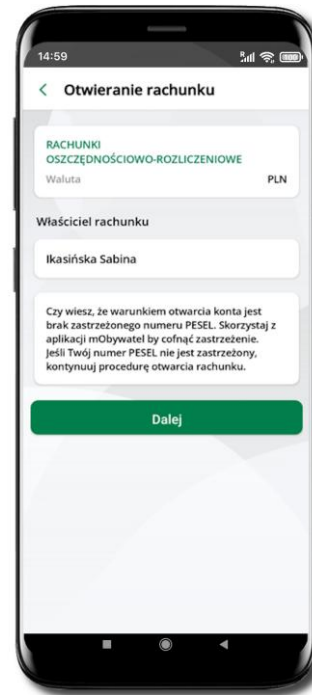 14:59
Otwieranie rachunku
RACHUNKI
OSZCZĘDNOŚCIOWO-ROZLICZENIOWE
Waluta PLN
Właściciel rachunku
Ikasińska Sabina
Czy wiesz, że warunkiem otwarcia konta jest
brak zastrzeżonego numeru PESEL. Skorzystaj z
aplikacji mObywatel by cofnąć zastrzeżenie.
Jeśli Twój numer PESEL nie jest zastrzeżony,
kontynuuj procedurę otwarcia rachunku.
Dalej